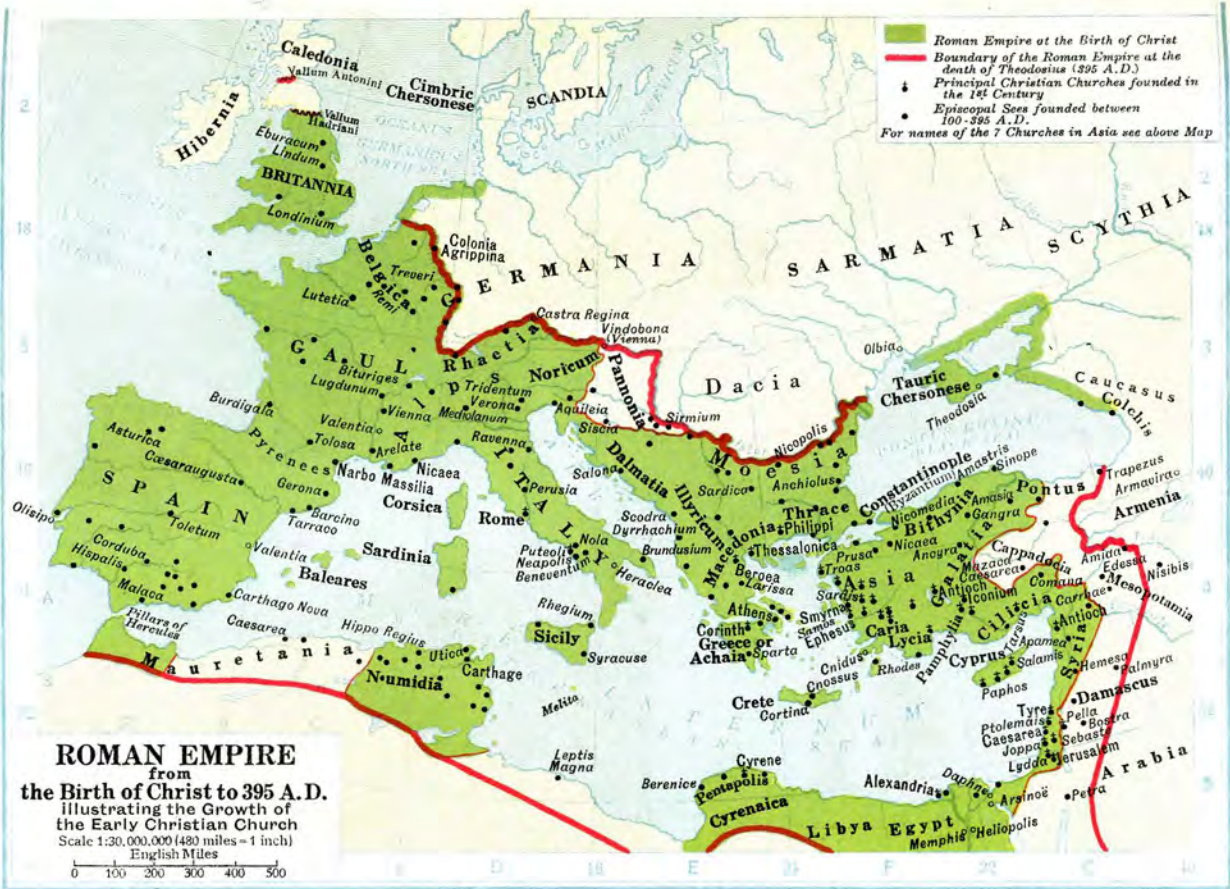 Roman Empire at the Birth of Christ
Boundary of the Roman Empire at the
death of Theodosius (395 A.D.)
Principal Christian Churches founded in
the 1st Century
Episcopal Sees founded between
100-395 A.D.
For names of the 7 Churches in Asia see above Map
Caledonia
Vallum Antonini
Cimbric
Chersonese
SCANDIA
Hibernia
Vallum
Hadriani
OCEANUS
GERMANICUS
Eburacum
Lindum
BRITANNIA
Londinium
2
18
Colonia
Agrippina
Belgica
Treveri
Remi
Lutetia
GERMANIA
SARMATIA
SCYTHIA
Castra Regina
Vindobona
(Vienna)
GAUL
Rhaetia
Noricum
Pannonia
Dacia
Olbia
Tauric
Chersonese
Theodosia
Caucasus
Colchis
Bituriges
Lugdunum
Alps
Tridentum
Verona
Vienna
Mediolanum
Aquileia
Siscia
Sirmium
Burdigala
Valentia
Ravenna
Nicopolis
Moesia
Asturica
Pyrenees
Tolosa
Arelate
Dalmatia
Salona
Constantinople
(Byzantium)
Amastris
Sinope
Trapezus
Armavira
Armenia
Cæsaraugusta
Narbo
Massilia
Nicaea
ITALY
Perusia
Illyricum
Sardica
Anchiolus
Pontus
SPAIN
Gerona
Corsica
Rome
Thrace
Nicomedia
Bithynis
Amasia
Gangra
Olisipo
Toletum
Barcino
Tarraco
Scodra
Dyrrhachium
Macedonia
Philippi
Nola
Puteoli
Neapolis
Beneventum
Brundusium
Thessalonica
Prusa
Nicaea
Ancyra
Cappadocia
Mazaca
Caesarea
Amida
Edessa
Nisibis
Corduba
Hispalis
Valentia
Sardinia
Heraclea
Troas
Asia
Galatia
Comana
Mesopotamia
Baleares
Beroea
Larissa
Sardis
Antioch
Iconium
Carrhae
Malaca
Carthago Nova
Athens
Smyrna
Samos
Ephesus
Cilicia
Tarsus
Antioch
Pillars of
Hercules
Caesarea
Hippo Regius
Rhegium
Sicily
Corinth
Greece or
Achaia
Sparta
Caria
Lycia
Pamphylia
Cyprus
Salamis
Apamea
Syria
Mauretania
Utica
Carthage
Syracuse
Cnidus
Cnossus
Rhodes
Paphos
Hemesa
Palmyra
Numidia
Melita
Crete
Cortina
Damascus
Tyre
Ptolemais
Caesarea
Joppa
Lydda
Pella
Bostra
Sebaste
Jerusalem
Leptis
Magna
Berenice
Cyrene
Pentapolis
Cyrenaica
Alexandria
Daphne
Arsinoë
Petra
Arabia
Libya
Egypt
Memphis
Heliopolis
E
C
ROMAN EMPIRE
from
the Birth of Christ to 395 A.D.
illustrating the Growth of
the Early Christian Church
Scale 1:30,000,000 (480 miles = 1 inch)
English Miles
0 100 200 300 400 500